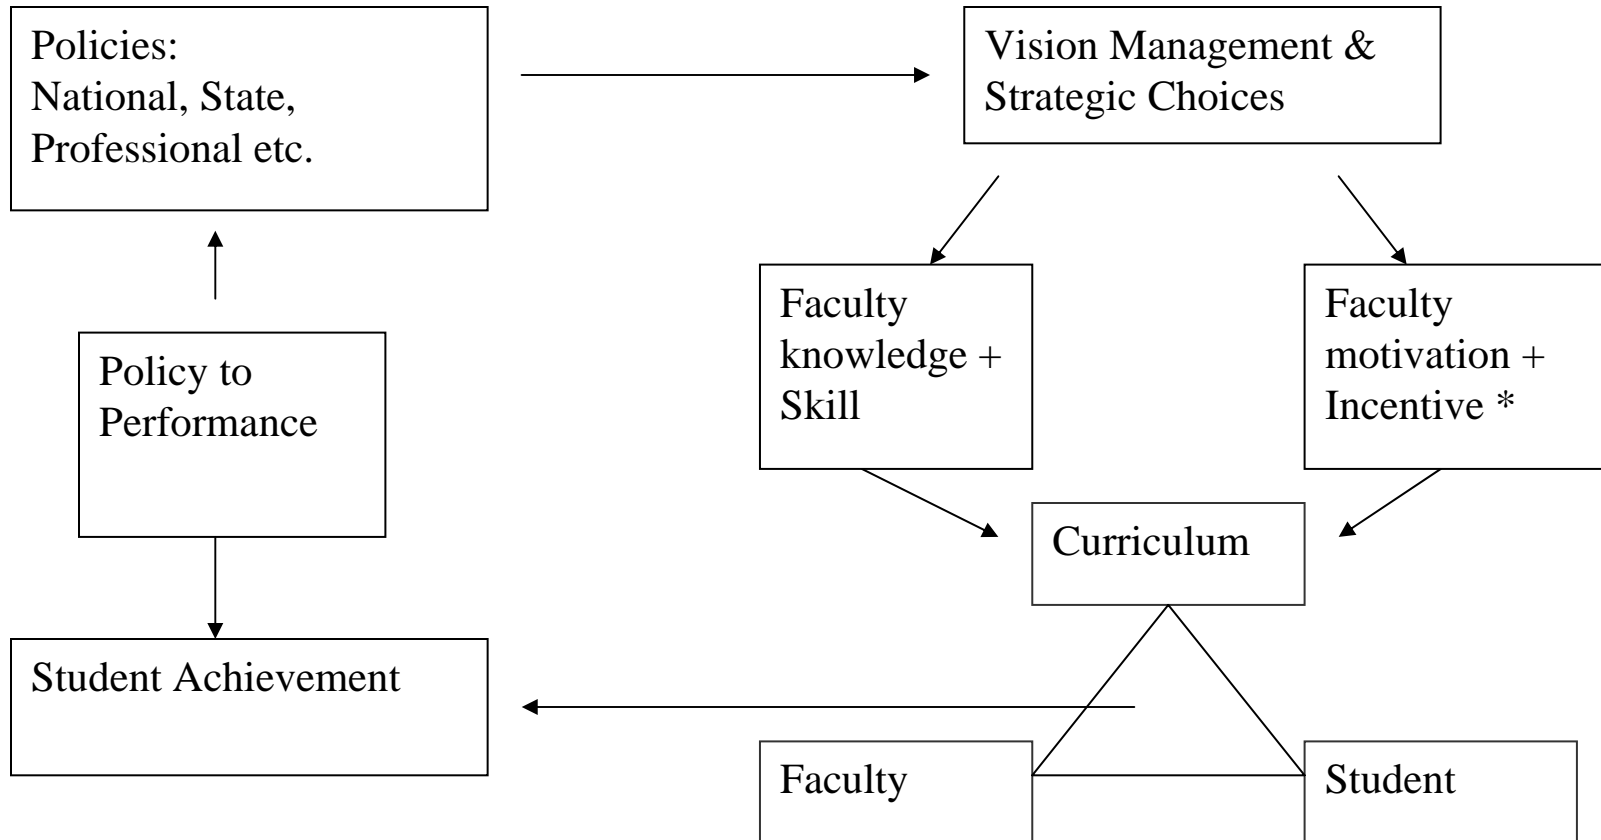 Policies:
National, State,
Professional etc.
Vision Management &
Strategic Choices
Faculty
knowledge +
Skill
Faculty
motivation +
Incentive *
Policy to
Performance
Curriculum
Student Achievement
Faculty
Student